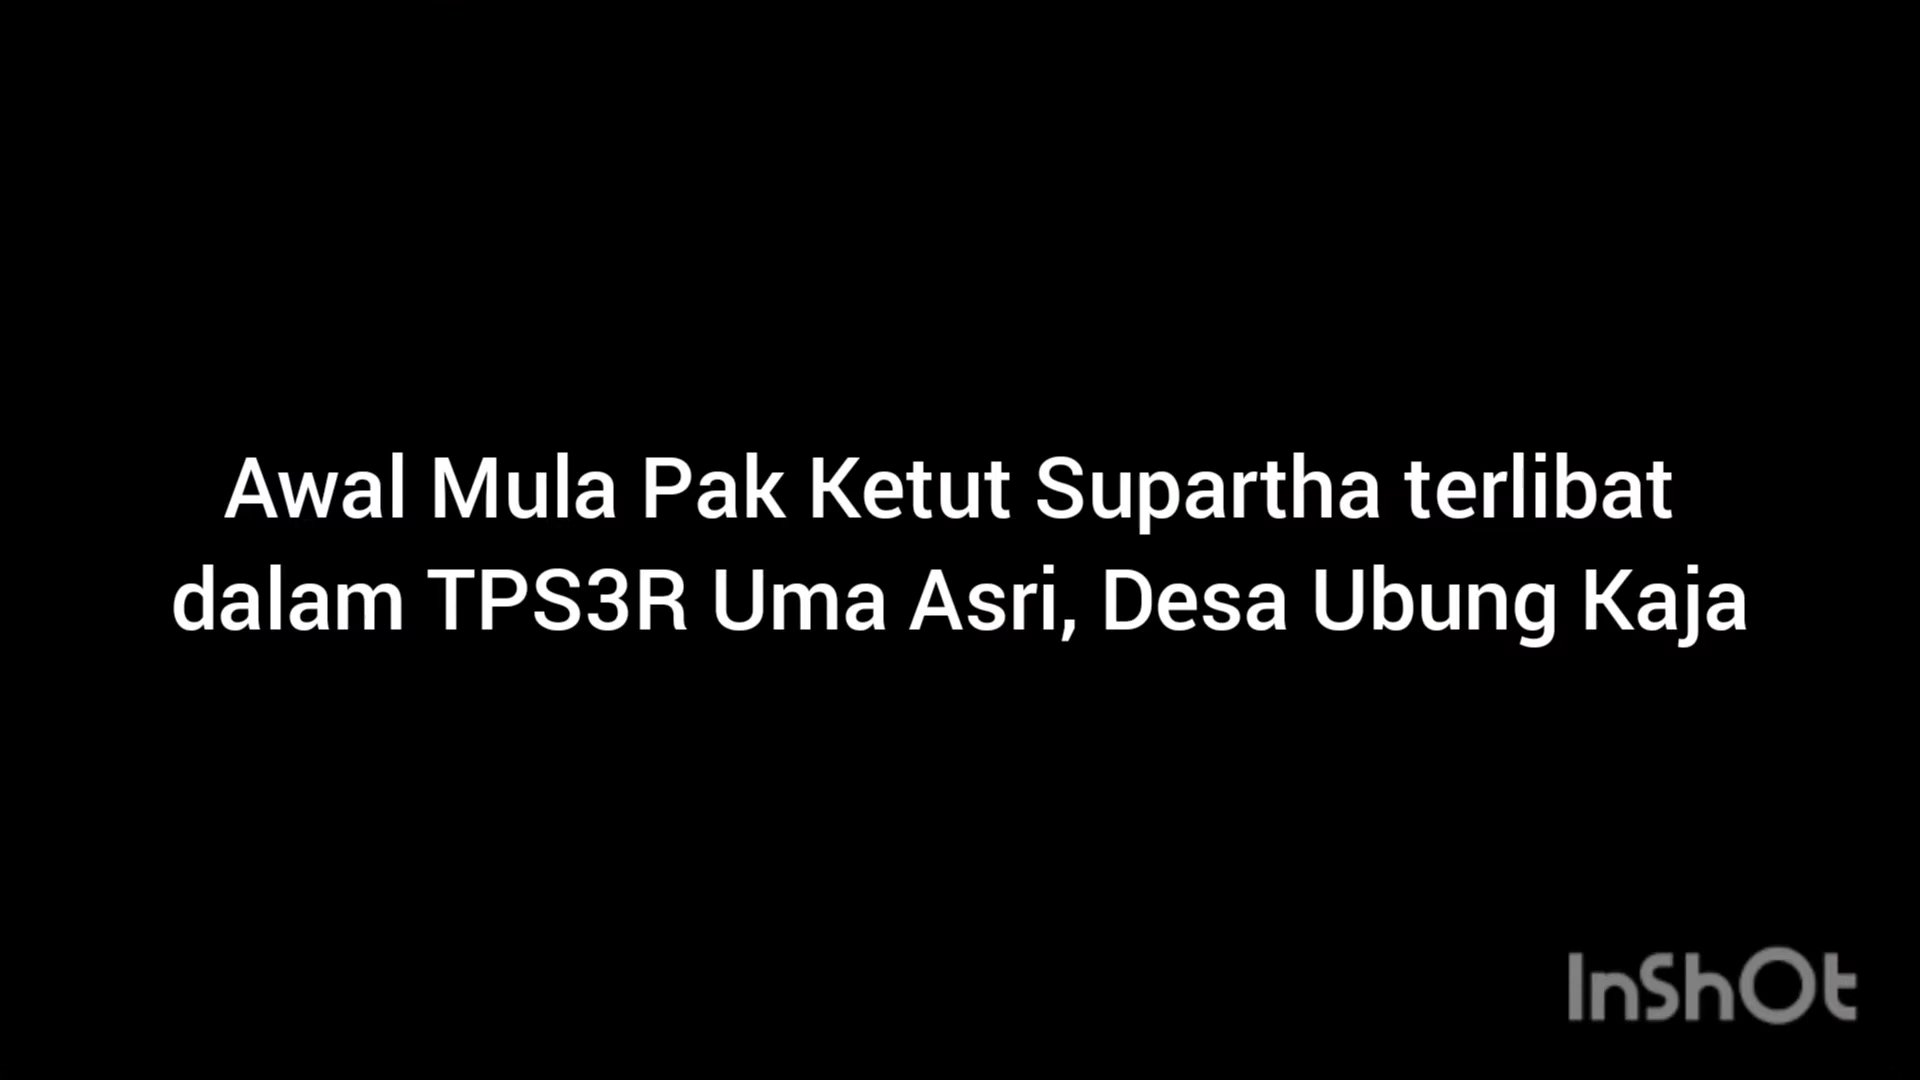 Awal Mula Pak Ketut Supartha terlibat
dalam TPS3R Uma Asri, Desa Ubung Kaja
InShOt